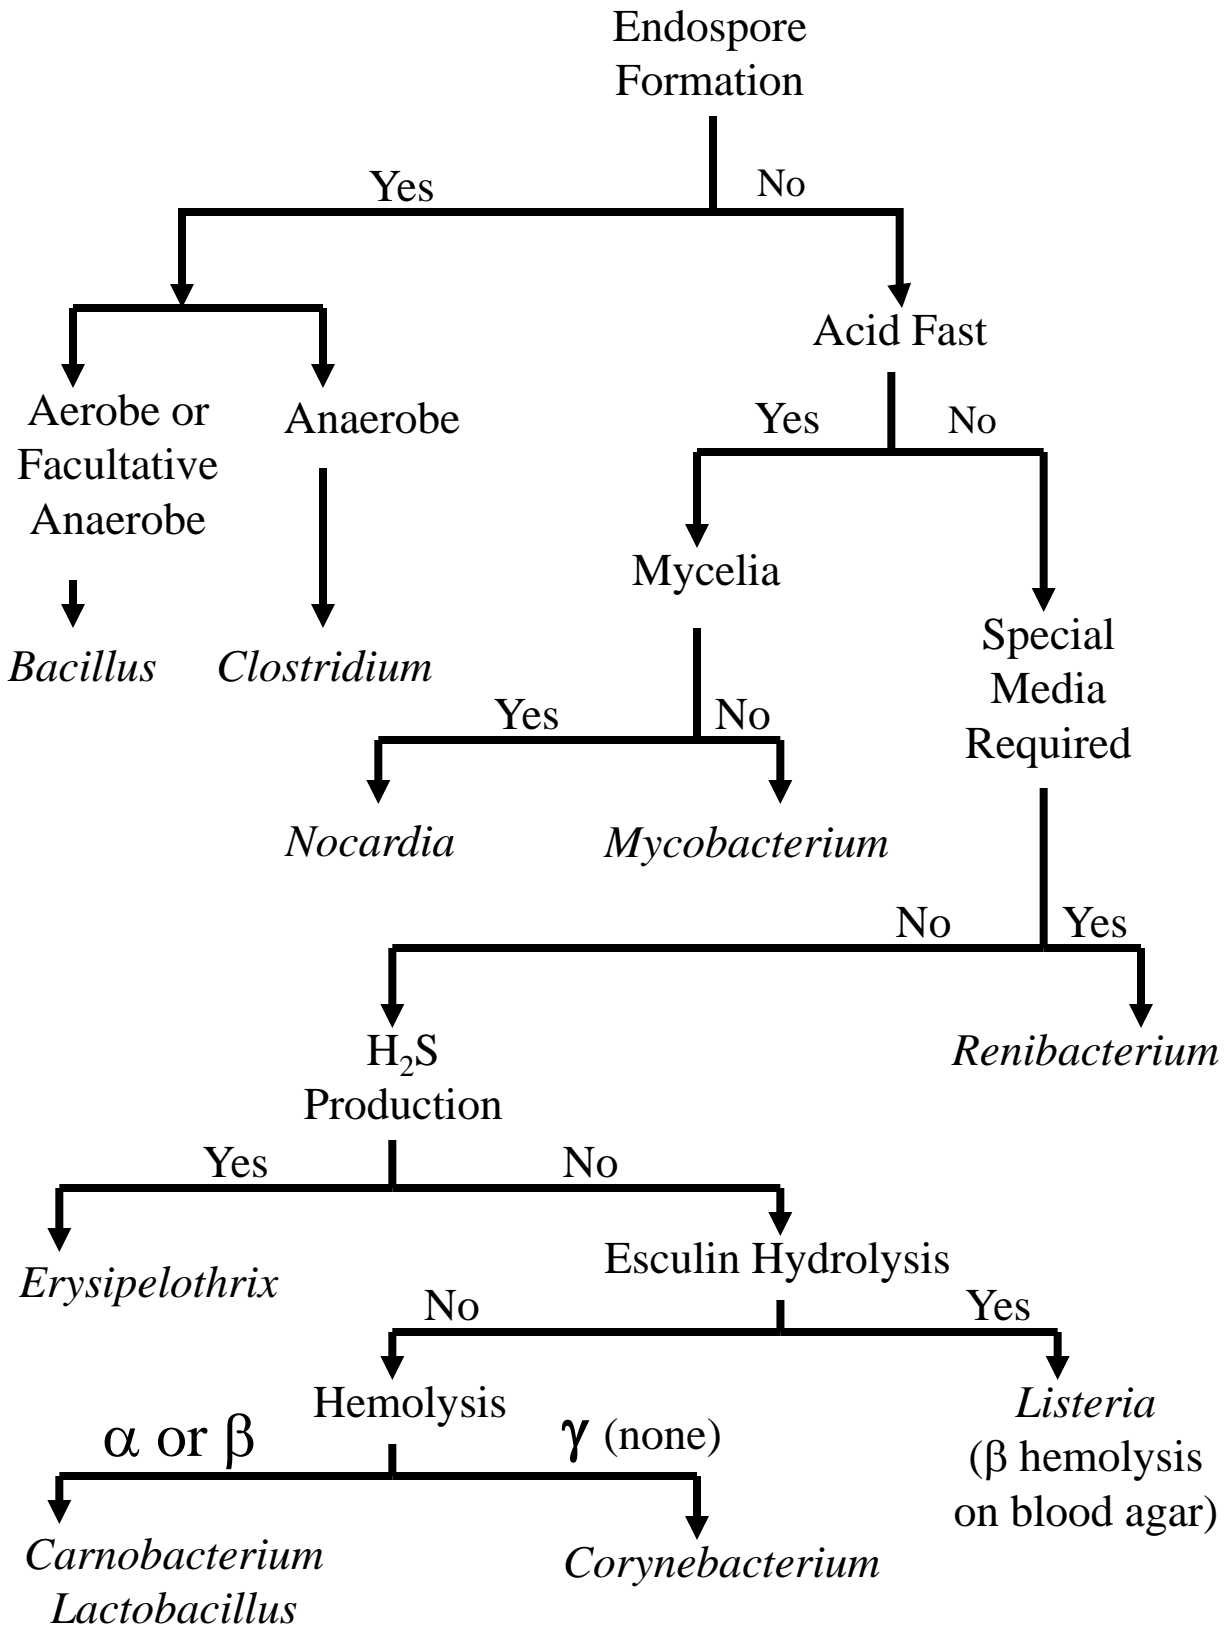 Endospore
Formation
Yes
No
Acid Fast
Aerobe or
Facultative
Anaerobe
Anaerobe
Yes
No
Mycelia
Special
Media
Required
Bacillus
Clostridium
Yes
No
Nocardia
Mycobacterium
No
Yes
H₂S
Production
Renibacterium
Yes
No
Erysipelothrix
Esculin Hydrolysis
No
Yes
Hemolysis
Listeria
(β hemolysis
on blood agar)
α or β
γ (none)
Carnobacterium
Lactobacillus
Corynebacterium